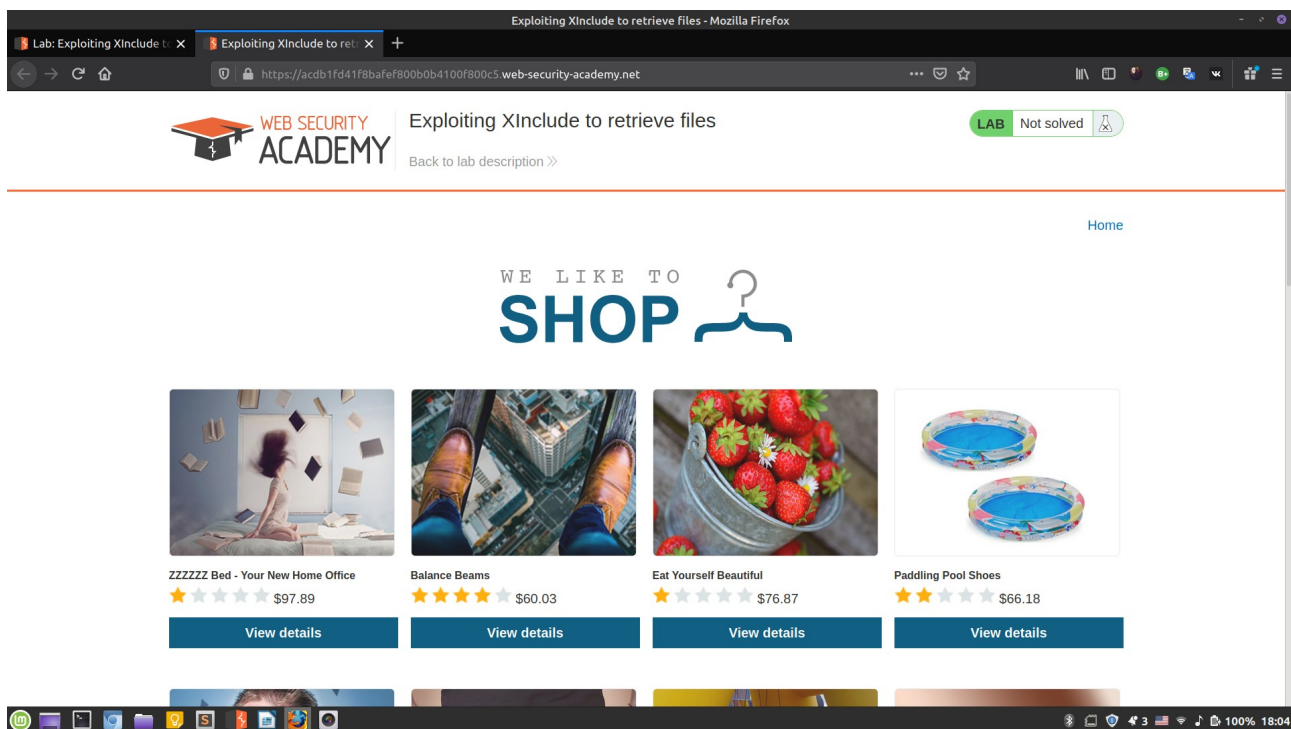 Exploiting XInclude to retrieve files - Mozilla Firefox
Lab: Exploiting XInclude to
Exploiting XInclude to retr
https://acdb1fd41f8bafef800b0b4100f800c5.web-security-academy.net
WEB SECURITY
ACADEMY
Exploiting XInclude to retrieve files
Back to lab description
LAB Not solved
Home
WE LIKE TO
SHOP
ZZZZZZ Bed - Your New Home Office
Balance Beams
Eat Yourself Beautiful
Paddling Pool Shoes
$97.89
$60.03
$76.87
$66.18
View details
View details
View details
View details
3
100% 18:04